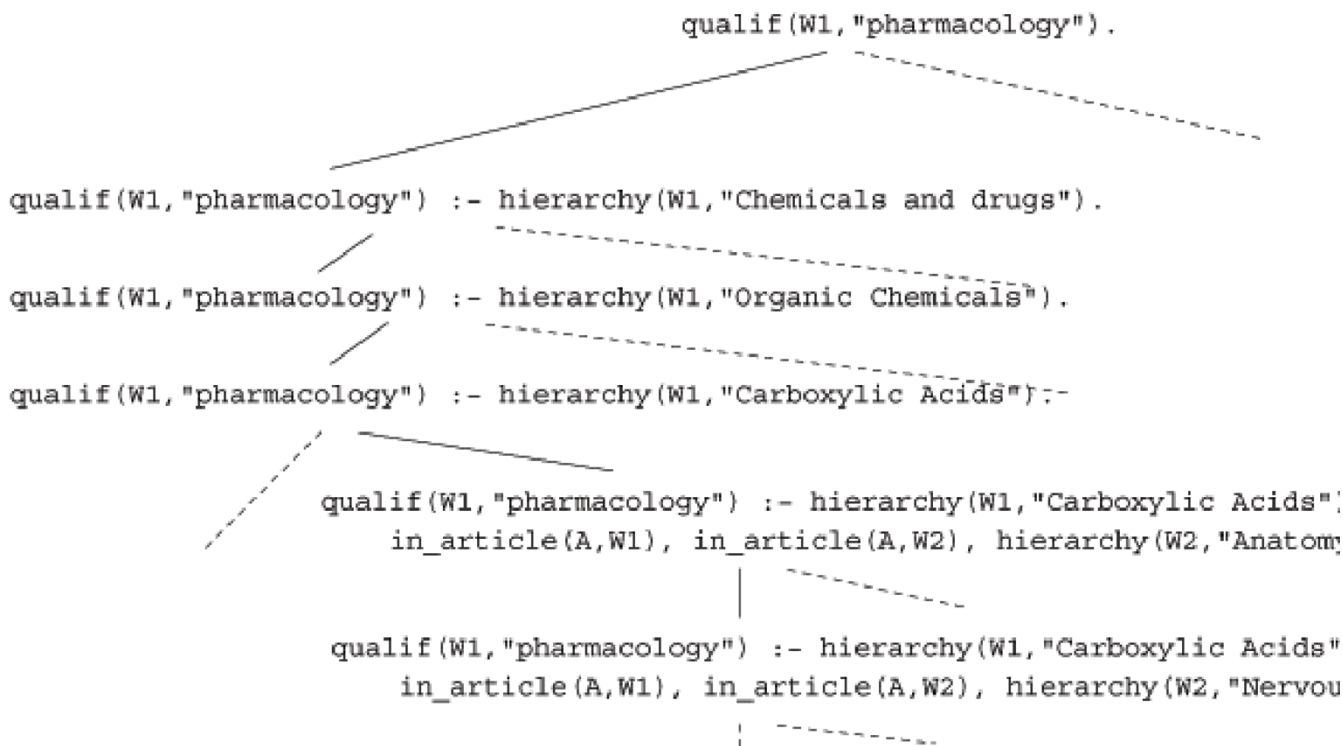 qualif(W1,"pharmacology").
qualif(W1,"pharmacology") :- hierarchy(W1,"Chemicals and drugs").
qualif(W1,"pharmacology") :- hierarchy(W1,"Organic Chemicals").
qualif(W1,"pharmacology") :- hierarchy(W1,"Carboxylic Acids").
qualif(W1,"pharmacology") :- hierarchy(W1,"Carboxylic Acids")
in_article(A,W1), in_article(A,W2), hierarchy(W2,"Anatomy
qualif(W1,"pharmacology") :- hierarchy(W1,"Carboxylic Acids"
in_article(A,W1), in_article(A,W2), hierarchy(W2,"Nervou